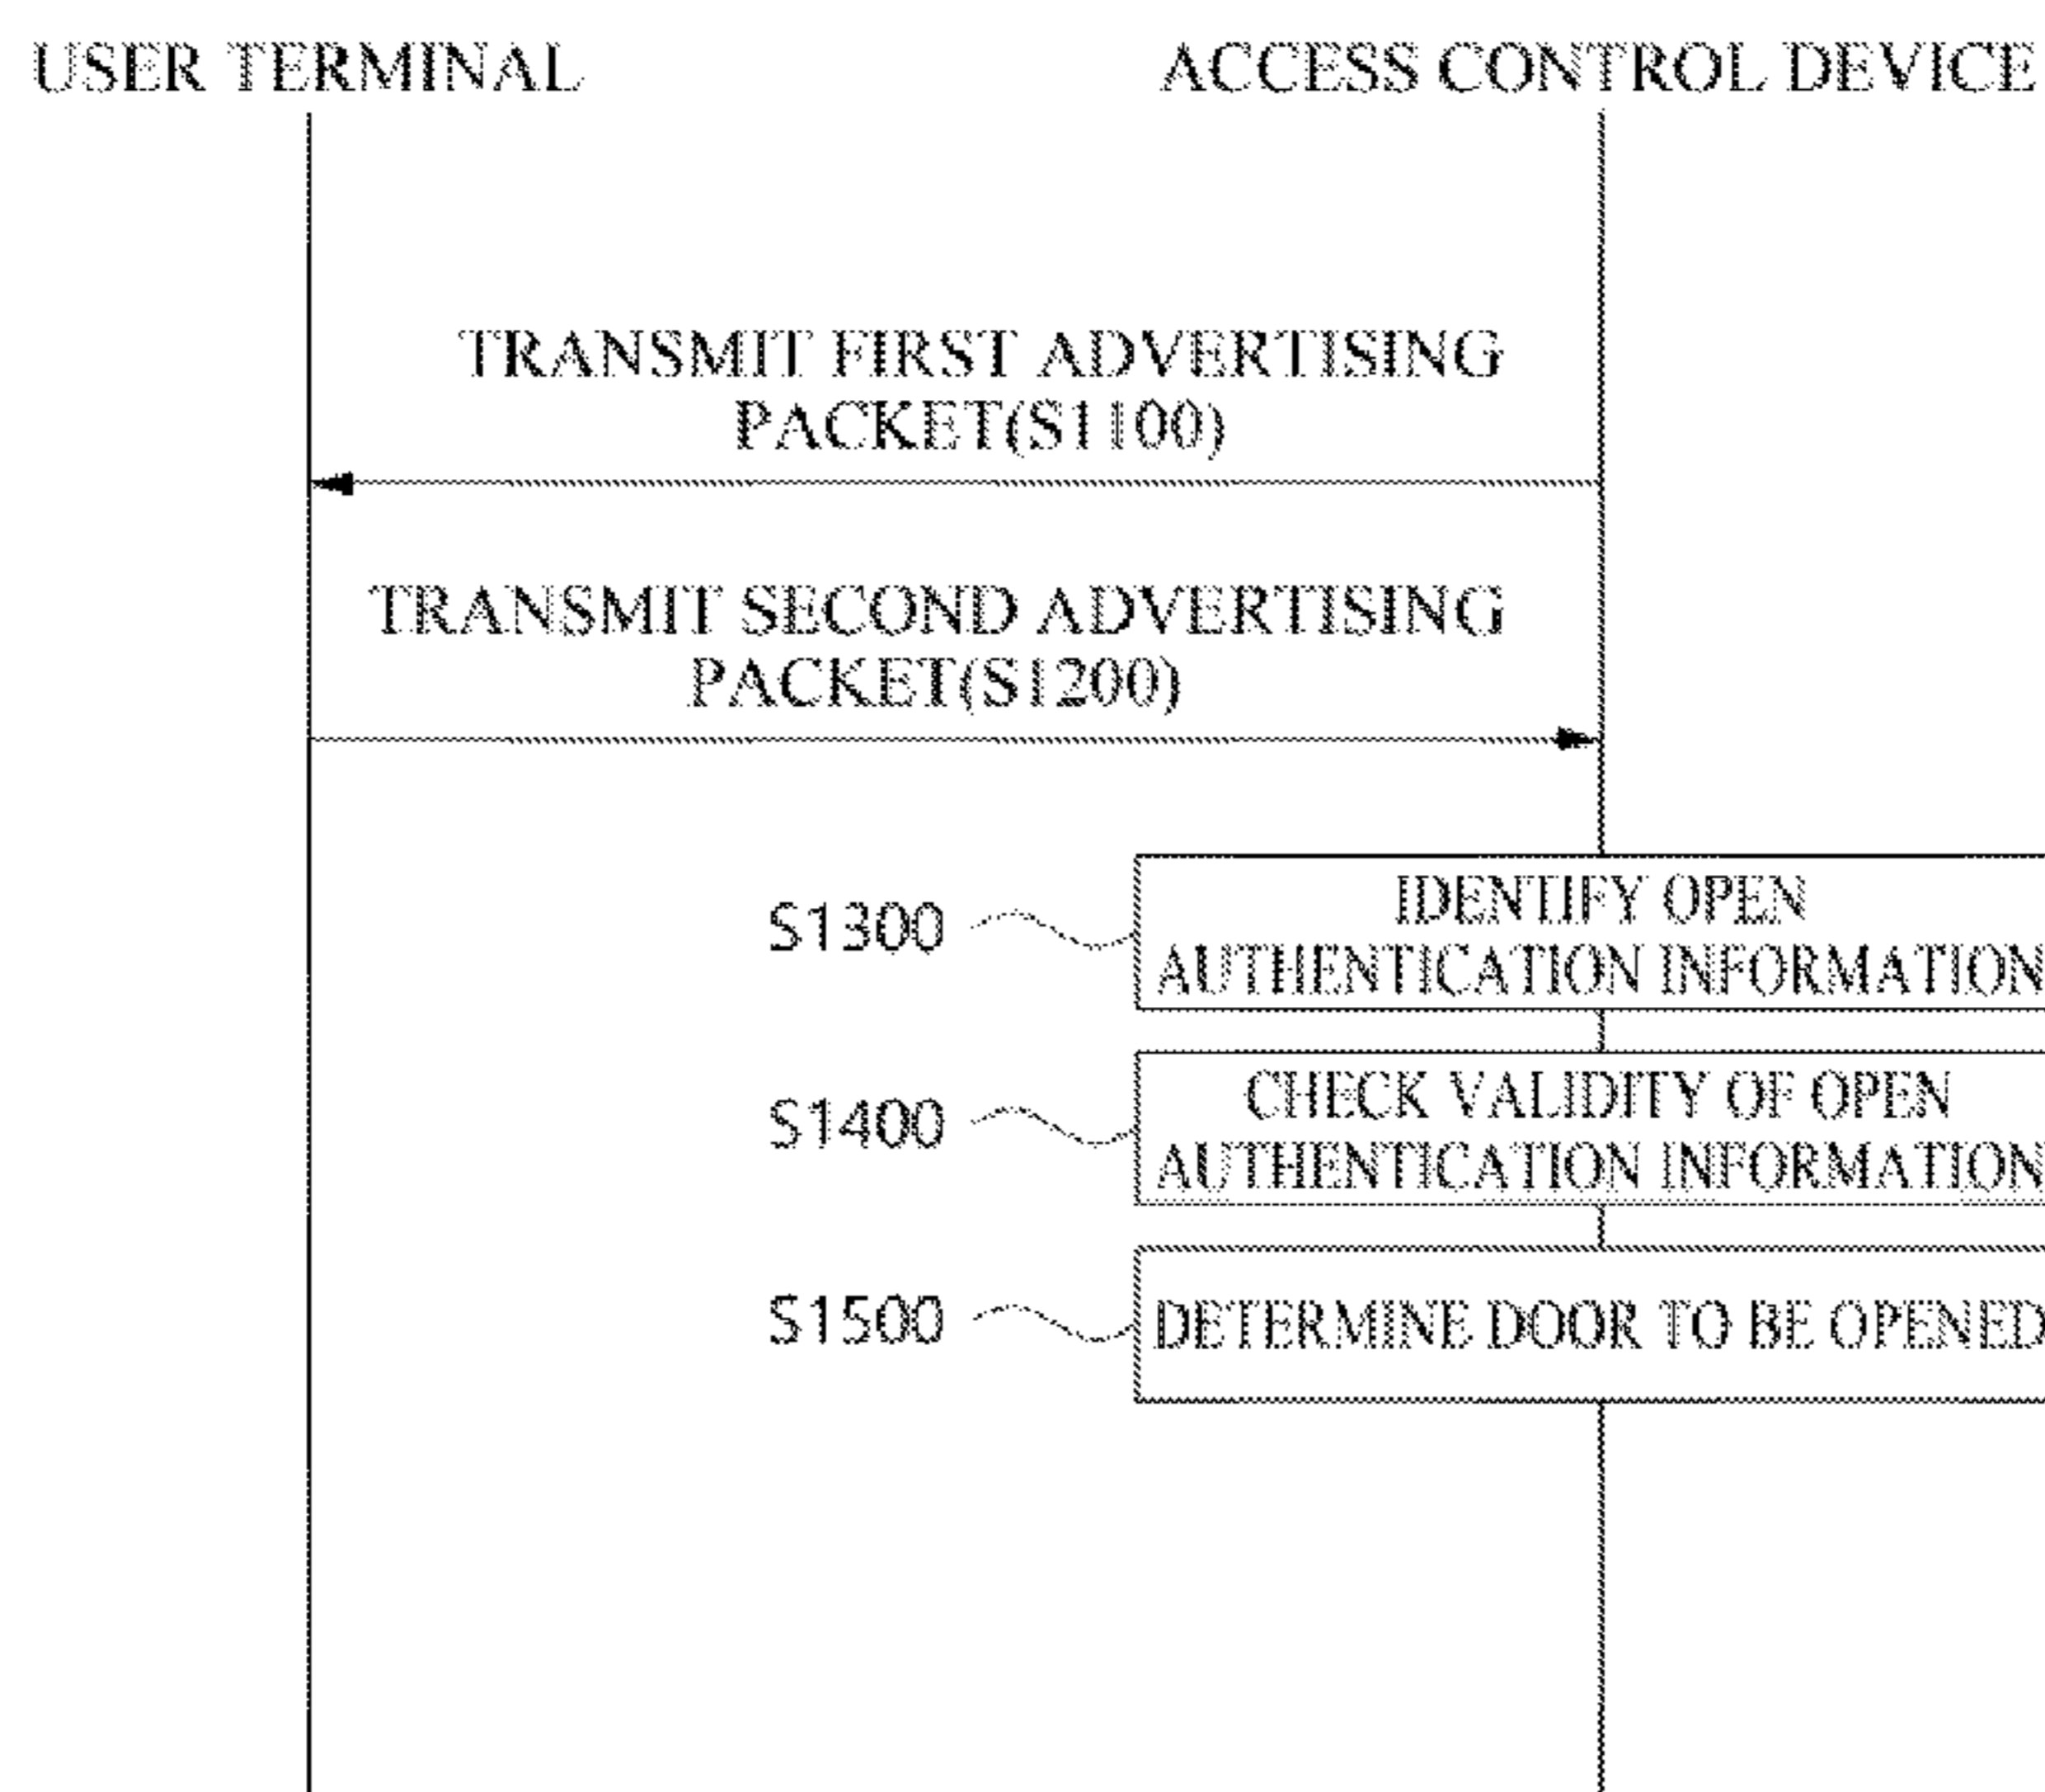 USER TERMINAL
ACCESS CONTROL DEVICE
TRANSMIT FIRST ADVERTISING
PACKET(S1100)
TRANSMIT SECOND ADVERTISING
PACKET(S1200)
S1300
IDENTIFY OPEN
AUTHENTICATION INFORMATION
S1400
CHECK VALIDITY OF OPEN
AUTHENTICATION INFORMATION
S1500
DETERMINE DOOR TO BE OPENED